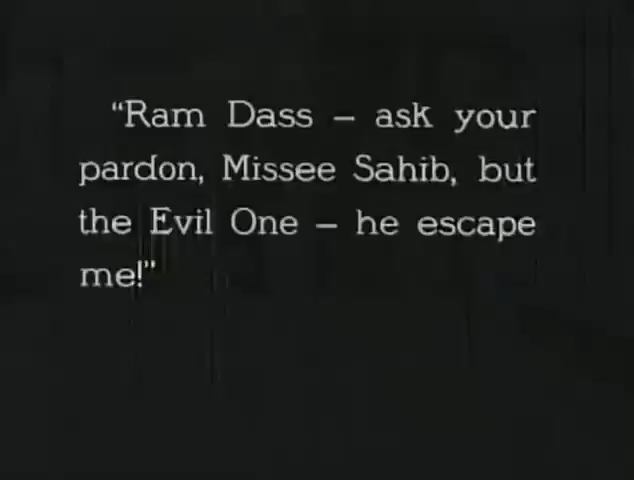 “Ram Dass – ask your
pardon, Missee Sahib, but
the Evil One – he escape
me!”